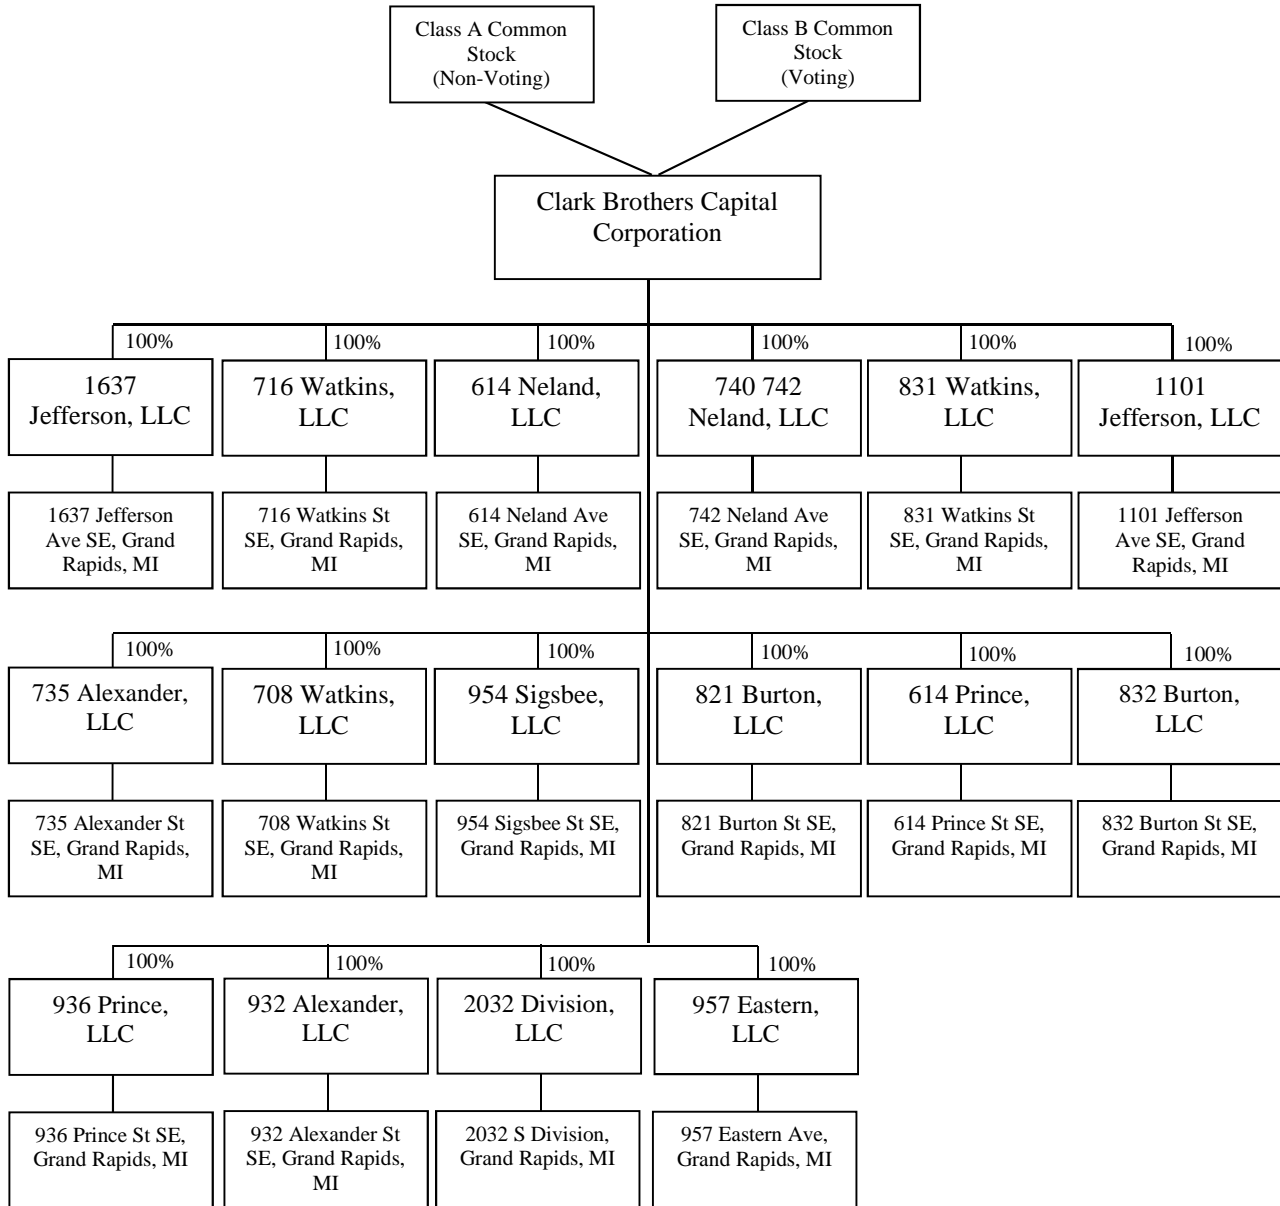 Class A Common
Stock
(Non-Voting)
Class B Common
Stock
(Voting)
Clark Brothers Capital
Corporation
100%
100%
100%
100%
100%
100%
1637
Jefferson, LLC
716 Watkins,
LLC
614 Neland,
LLC
740 742
Neland, LLC
831 Watkins,
LLC
1101
Jefferson, LLC
1637 Jefferson
Ave SE, Grand
Rapids, MI
716 Watkins St
SE, Grand Rapids,
MI
614 Neland Ave
SE, Grand Rapids,
MI
742 Neland Ave
SE, Grand Rapids,
MI
831 Watkins St
SE, Grand Rapids,
MI
1101 Jefferson
Ave SE, Grand
Rapids, MI
100%
100%
100%
100%
100%
100%
735 Alexander,
LLC
708 Watkins,
LLC
954 Sigsbee,
LLC
821 Burton,
LLC
614 Prince,
LLC
832 Burton,
LLC
735 Alexander St
SE, Grand Rapids,
MI
708 Watkins St
SE, Grand Rapids,
MI
954 Sigsbee St SE,
Grand Rapids, MI
821 Burton St SE,
Grand Rapids, MI
614 Prince St SE,
Grand Rapids, MI
832 Burton St SE,
Grand Rapids, MI
100%
100%
100%
100%
936 Prince,
LLC
932 Alexander,
LLC
2032 Division,
LLC
957 Eastern,
LLC
936 Prince St SE,
Grand Rapids, MI
932 Alexander St
SE, Grand Rapids,
MI
2032 S Division,
Grand Rapids, MI
957 Eastern Ave,
Grand Rapids, MI